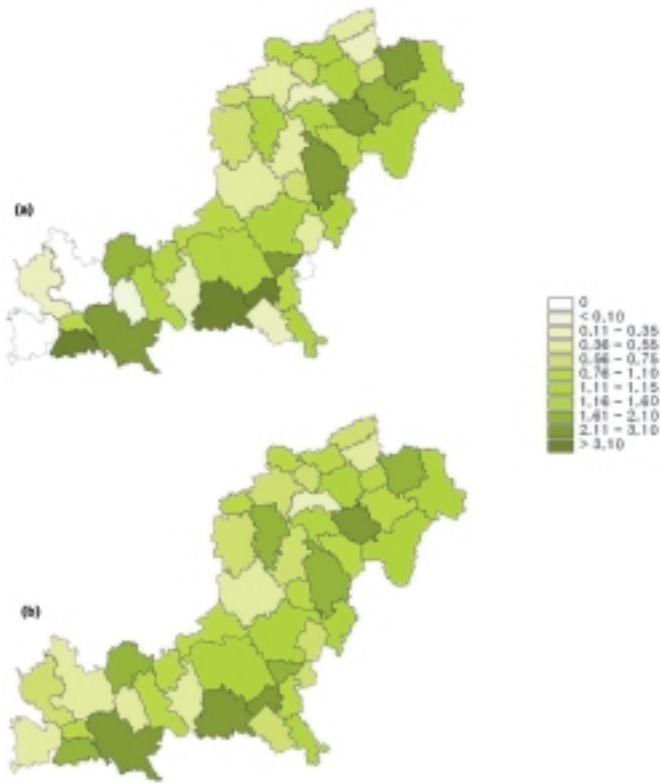 (a)
0
< 0,10
0,11 - 0,35
0,36 - 0,55
0,56 - 0,75
0,76 - 1,10
1,11 - 1,15
1,16 - 1,60
1,61 - 2,10
2,11 - 3,10
> 3,10
(b)